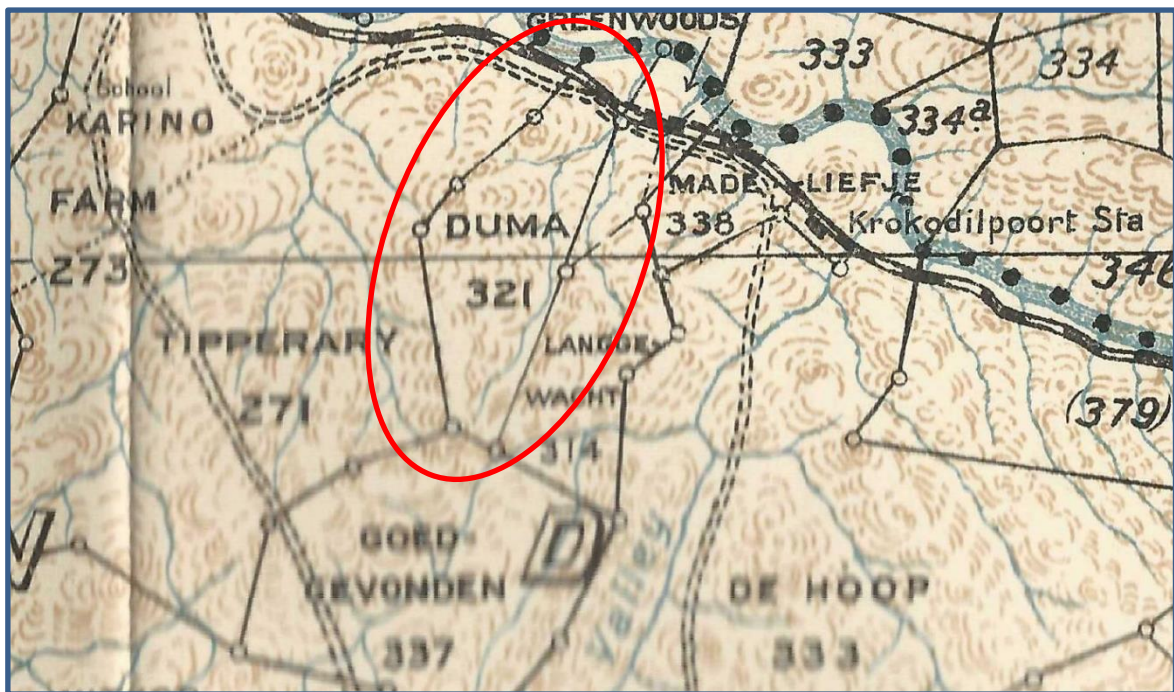 GREENWOODS
333
334
School
KARINO
334a
FARM
MADE LIEFJE
DUMA
338
Krokodilpoort Sta
273
321
TIPPERARY
LANGGE-
WACHT
271
(379)
314
GOED-
D
GEVONDEN
Valley
DE HOOP
337
333